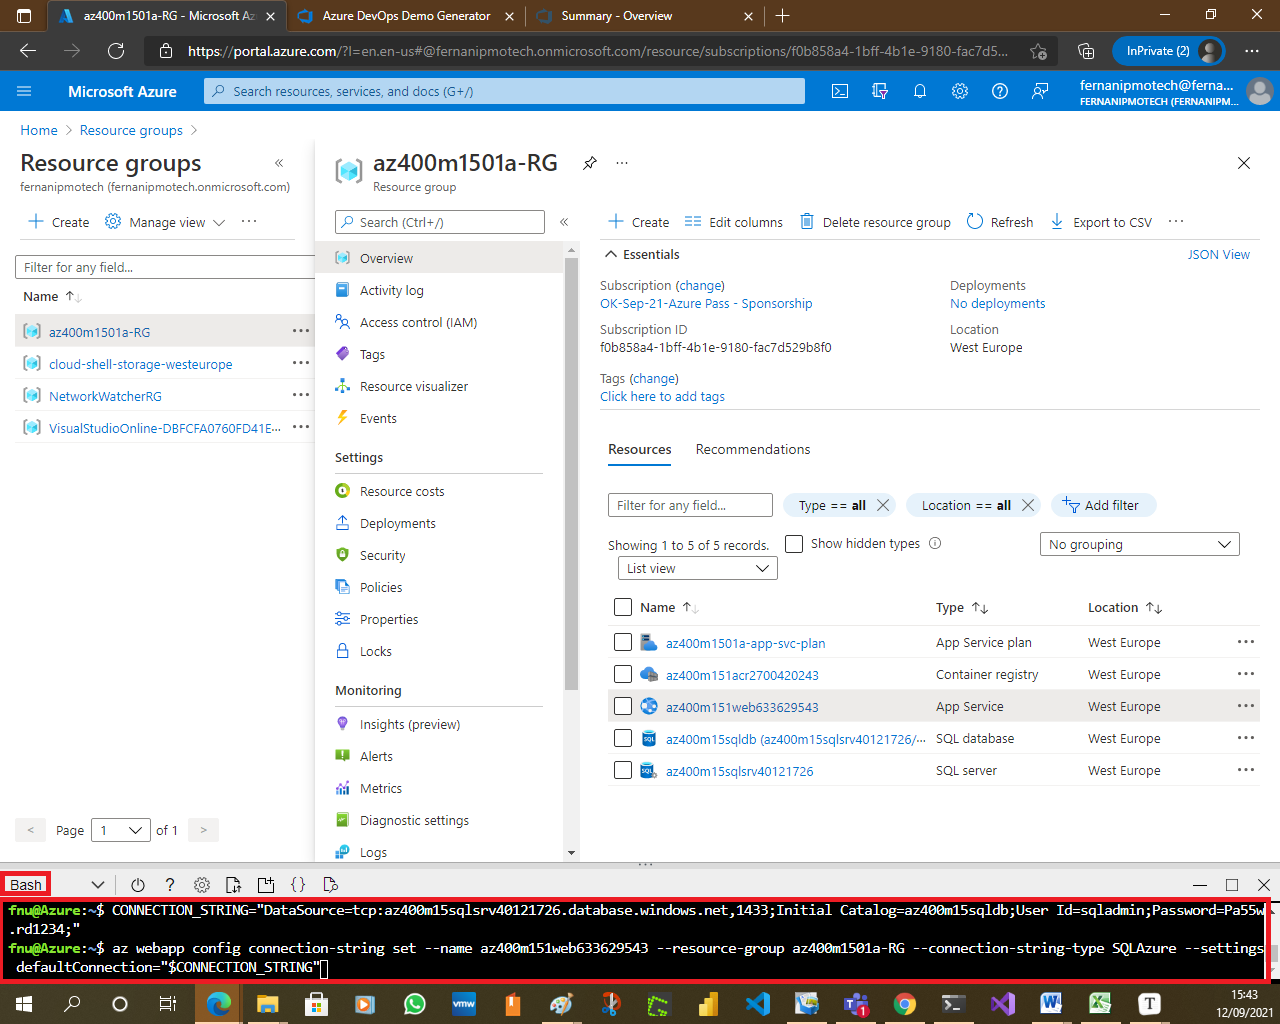 az400m1501a-RG - Microsoft Az
Azure DevOps Demo Generator
Summary - Overview
https://portal.azure.com/?l=en.en-us#@fernanipmotech.onmicrosoft.com/resource/subscriptions/f0b858a4-1bff-4b1e-9180-fac7d5...
InPrivate (2)
Microsoft Azure
Search resources, services, and docs (G+/)
fernanipmotech@ferna...
FERNANIPMOTECH (FERNANIPM...
Home > Resource groups >
Resource groups
fernanipmotech (fernanipmotech.onmicrosoft.com)
Create
Manage view
Filter for any field...
Name
az400m1501a-RG
cloud-shell-storage-westeurope
NetworkWatcherRG
VisualStudioOnline-DBFCFA0760FD41E...
< Page 1 of 1 >
az400m1501a-RG
Resource group
Search (Ctrl+/)
Overview
Activity log
Access control (IAM)
Tags
Resource visualizer
Events
Settings
Resource costs
Deployments
Security
Policies
Properties
Locks
Monitoring
Insights (preview)
Alerts
Metrics
Diagnostic settings
Logs
Create
Edit columns
Delete resource group
Refresh
Export to CSV
Essentials
JSON View
Subscription (change)
OK-Sep-21-Azure Pass - Sponsorship
Subscription ID
f0b858a4-1bff-4b1e-9180-fac7d529b8f0
Tags (change)
Click here to add tags
Deployments
No deployments
Location
West Europe
Resources
Recommendations
Filter for any field...
Type == all
Location == all
Add filter
Showing 1 to 5 of 5 records.
Show hidden types
No grouping
List view
Name Type Location
az400m1501a-app-svc-plan App Service plan West Europe
az400m151acr2700420243 Container registry West Europe
az400m151web633629543 App Service West Europe
az400m15sqldb (az400m15sqlsrv40121726/... SQL database West Europe
az400m15sqlsrv40121726 SQL server West Europe
Bash
fnu@Azure:~$ CONNECTION_STRING="DataSource=tcp:az400m15sqlsrv40121726.database.windows.net,1433;Initial Catalog=az400m15sqldb;User Id=sqladmin;Password=Pa55w
.rd1234;"
fnu@Azure:~$ az webapp config connection-string set --name az400m151web633629543 --resource-group az400m1501a-RG --connection-string-type SQLAzure --settings
defaultConnection="$CONNECTION_STRING"
vmw
1
T
15:43
12/09/2021